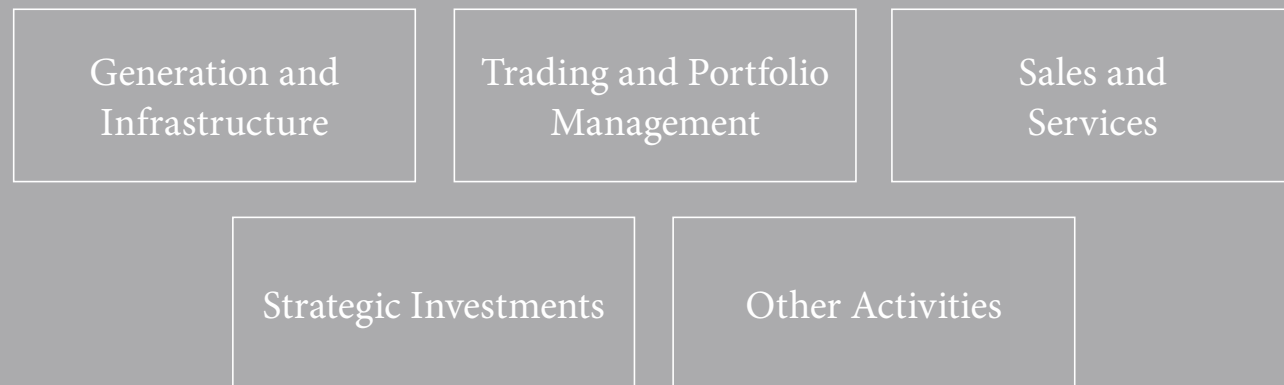 Generation and
Infrastructure
Trading and Portfolio
Management
Sales and
Services
Strategic Investments
Other Activities